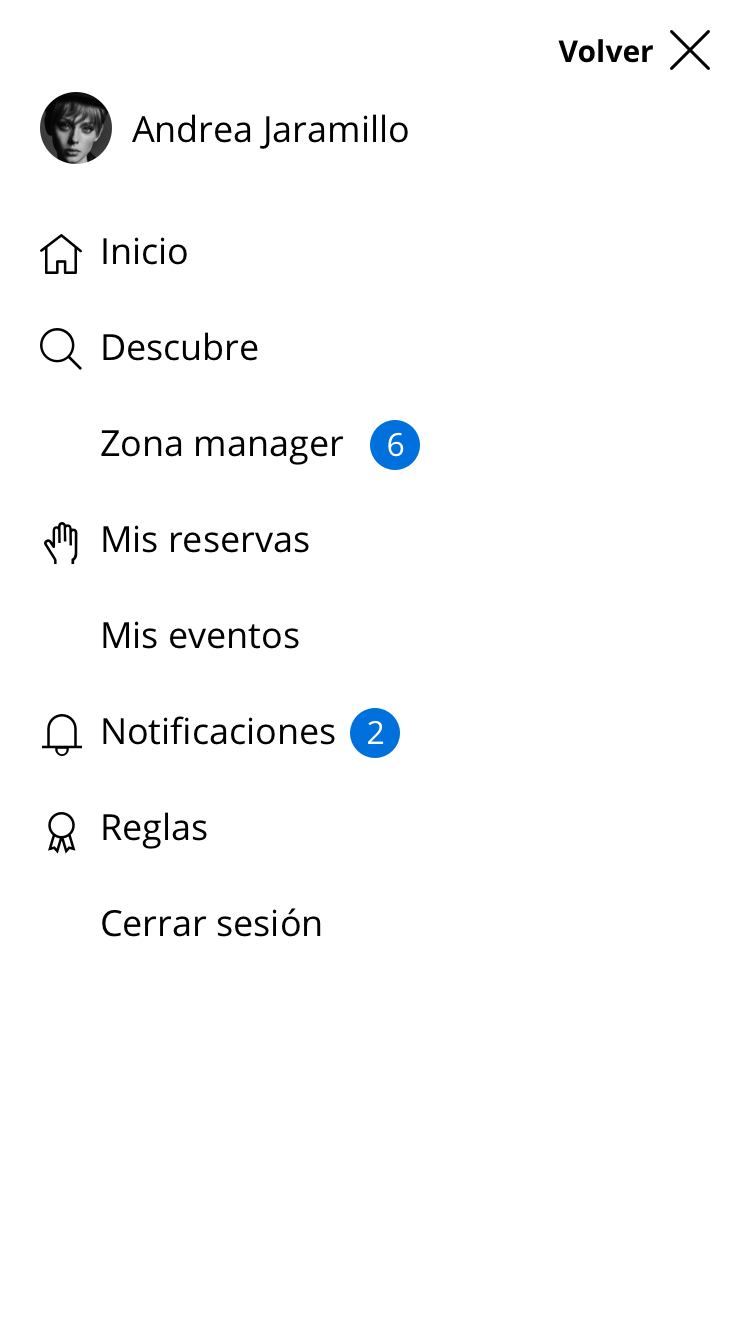 Volver
Andrea Jaramillo
Inicio
Descubre
Zona manager 6
Mis reservas
Mis eventos
Notificaciones 2
Reglas
Cerrar sesión